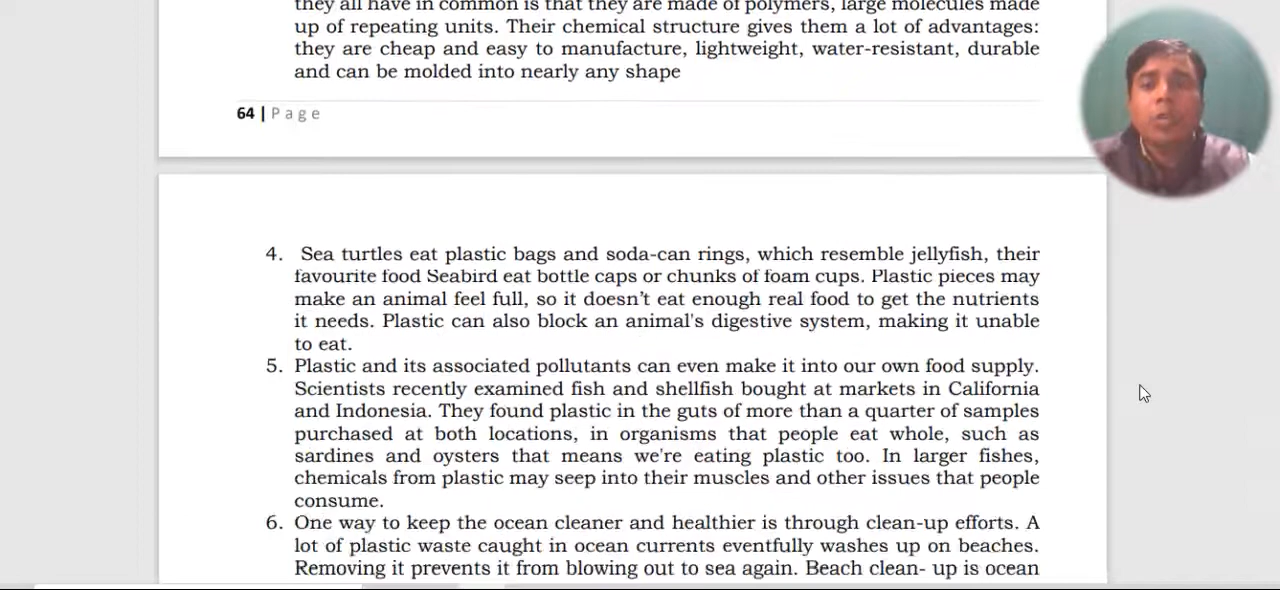 they all have in common is that they are made of polymers, large molecules made
up of repeating units. Their chemical structure gives them a lot of advantages:
they are cheap and easy to manufacture, lightweight, water-resistant, durable
and can be molded into nearly any shape
64 | Page
4. Sea turtles eat plastic bags and soda-can rings, which resemble jellyfish, their
favourite food Seabird eat bottle caps or chunks of foam cups. Plastic pieces may
make an animal feel full, so it doesn't eat enough real food to get the nutrients
it needs. Plastic can also block an animal's digestive system, making it unable
to eat.
5. Plastic and its associated pollutants can even make it into our own food supply.
Scientists recently examined fish and shellfish bought at markets in California
and Indonesia. They found plastic in the guts of more than a quarter of samples
purchased at both locations, in organisms that people eat whole, such as
sardines and oysters that means we're eating plastic too. In larger fishes,
chemicals from plastic may seep into their muscles and other issues that people
consume.
6. One way to keep the ocean cleaner and healthier is through clean-up efforts. A
lot of plastic waste caught in ocean currents eventfully washes up on beaches.
Removing it prevents it from blowing out to sea again. Beach clean- up is ocean